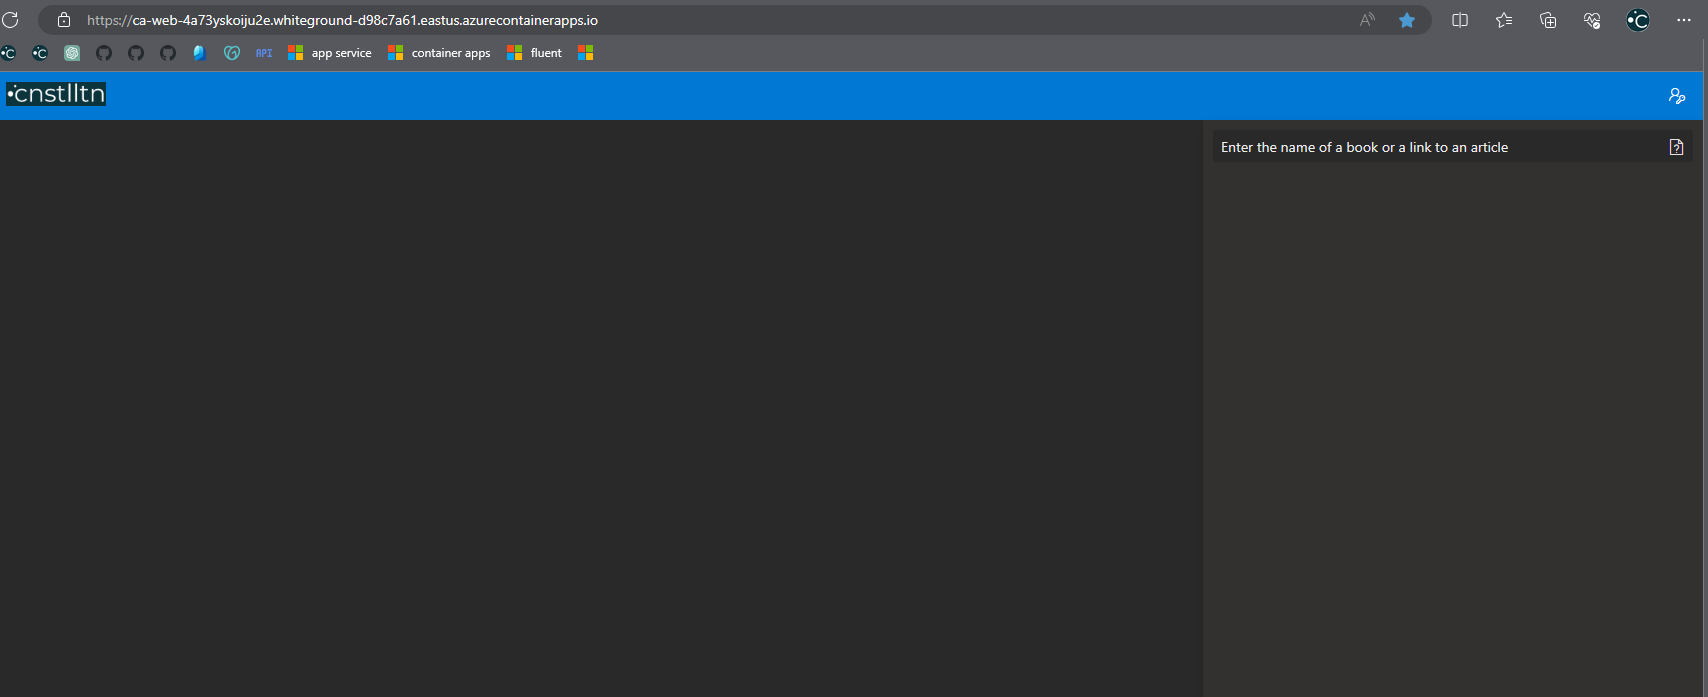 https://ca-web-4a73yskoiju2e.whiteground-d98c7a61.eastus.azurecontainerapps.io
API app service container apps fluent
cnstlltn
Enter the name of a book or a link to an article